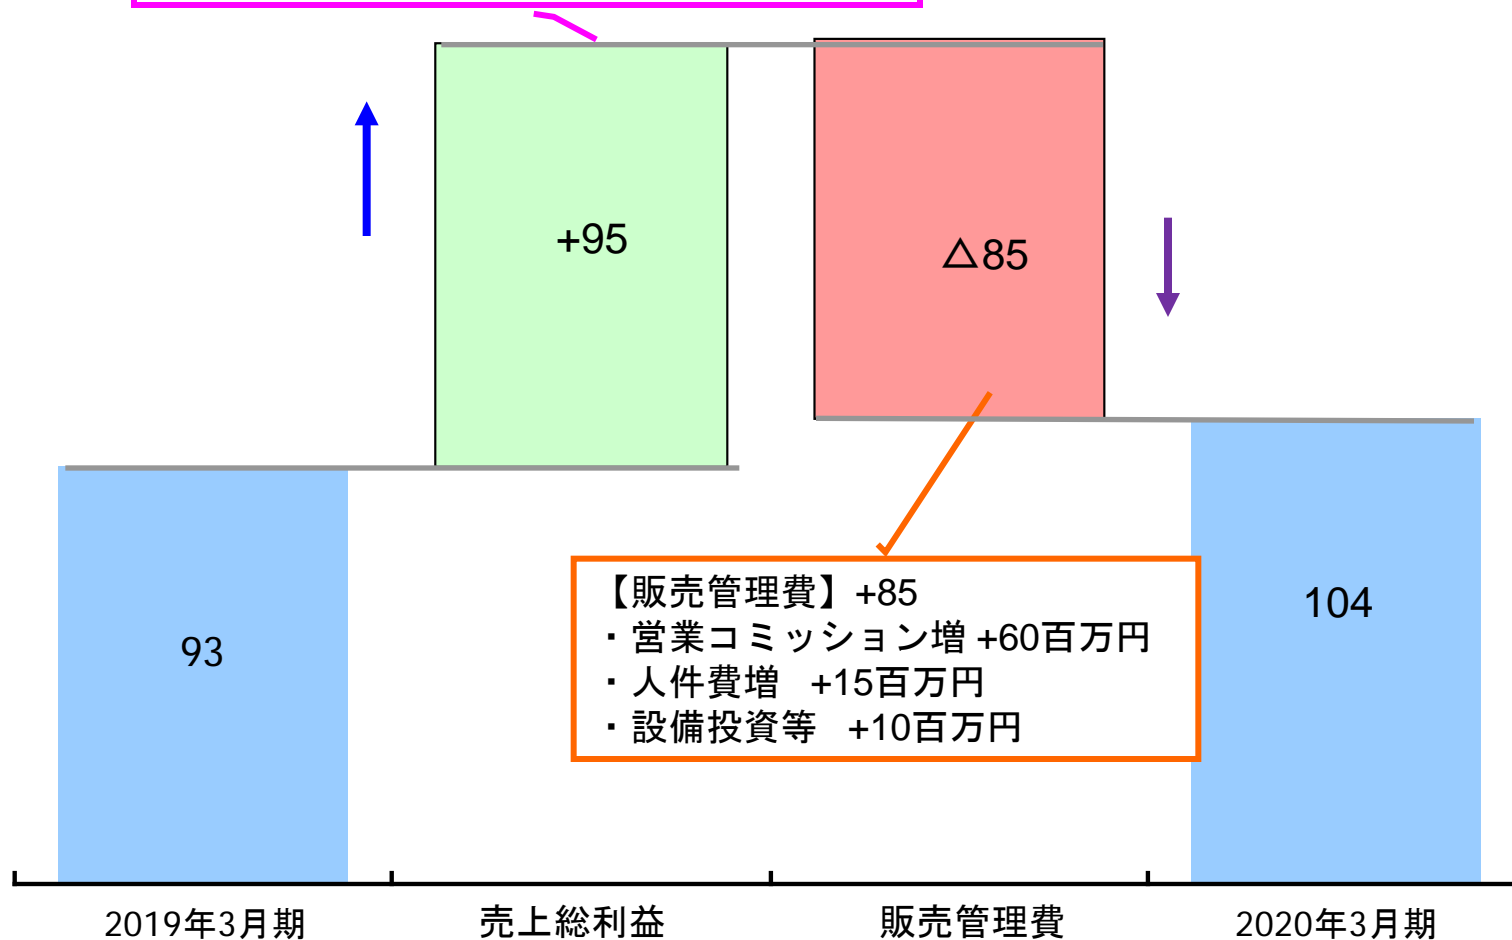 +95
△85
【販売管理費】+85
・営業コミッション増 +60百万円
・人件費増 +15百万円
・設備投資等 +10百万円
93
104
2019年3月期
売上総利益
販売管理費
2020年3月期